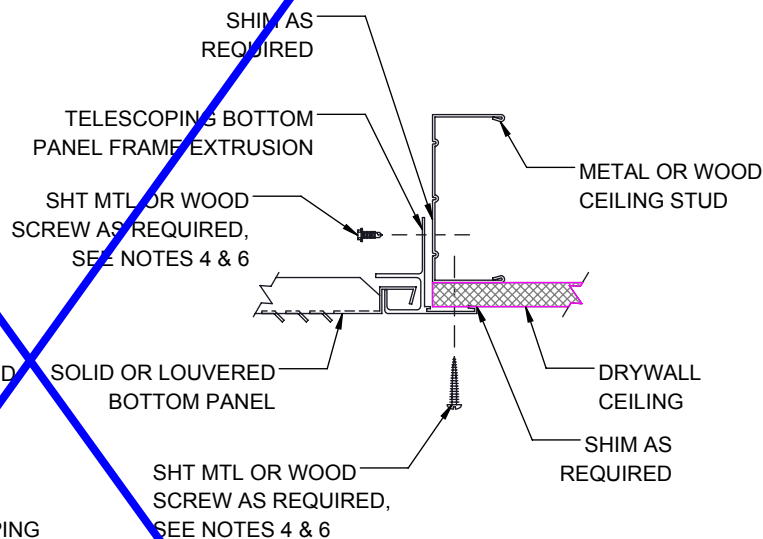 SHIM AS
REQUIRED
TELESCOPING BOTTOM
PANEL FRAME EXTRUSION
METAL OR WOOD
CEILING STUD
SHT MTL OR WOOD
SCREW AS REQUIRED,
SEE NOTES 4 & 6
D
SOLID OR LOUVERED
BOTTOM PANEL
DRYWALL
CEILING
SHIM AS
REQUIRED
SHT MTL OR WOOD
SCREW AS REQUIRED,
SEE NOTES 4 & 6
PING